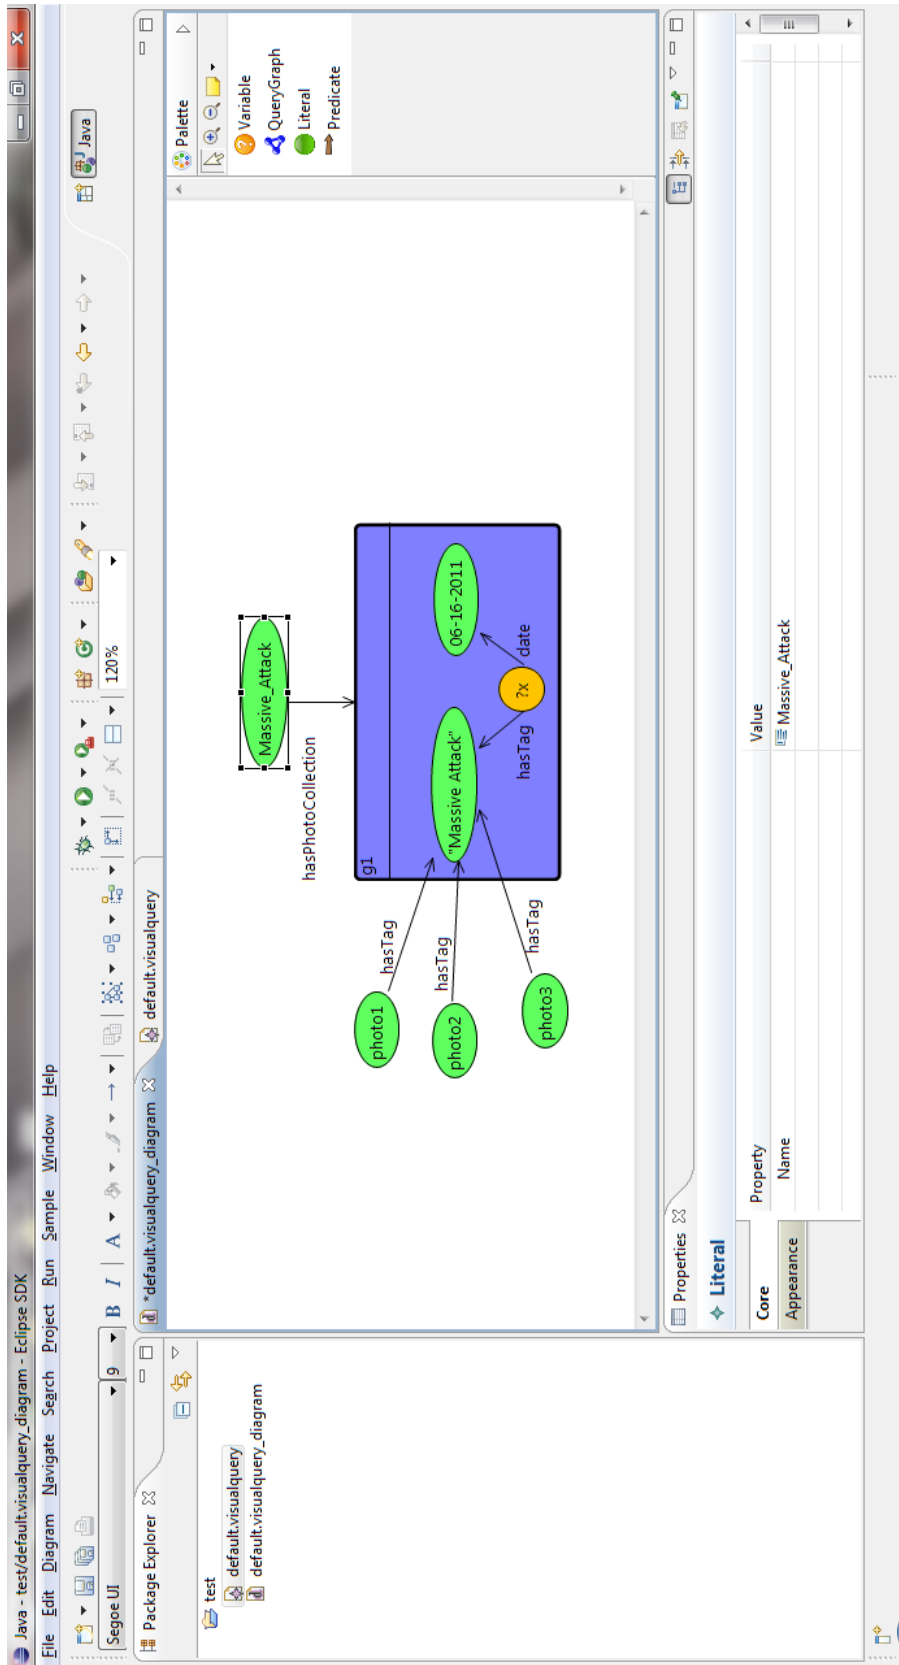 Java - test/default.visualquery_diagram - Eclipse SDK
File Edit Diagram Navigate Search Project Run Sample Window Help
Java
Segoe UI 9 B I A 120%
Package Explorer
test
default.visualquery
default.visualquery_diagram
*default.visualquery_diagram default.visualquery
Massive_Attack
hasPhotoCollection
g1
photo1
hasTag
photo2
hasTag
photo3
hasTag
"Massive Attack"
06-16-2011
?x
hasTag
date
Palette
Variable
QueryGraph
Literal
Predicate
Properties
Literal
Core
Appearance
Property Value
Name Massive_Attack